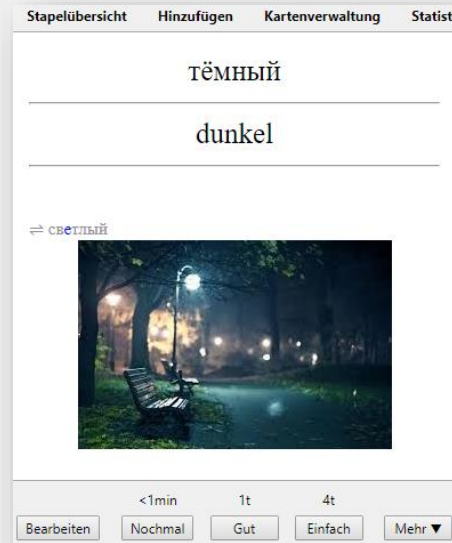 Stapelübersicht Hinzufügen Kartenverwaltung Statist
тёмный
dunkel
⇌ светлый
<1min 1t 4t
Bearbeiten Nochmal Gut Einfach Mehr ▼